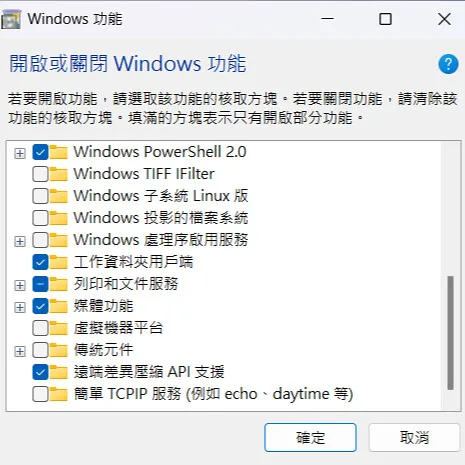 Windows 功能
開啟或關閉 Windows 功能
?
若要開啟功能，請選取該功能的核取方塊。若要關閉功能，請清除該
功能的核取方塊。填滿的方塊表示只有開啟部分功能。
Windows PowerShell 2.0
Windows TIFF IFilter
Windows 子系統 Linux 版
Windows 投影的檔案系統
Windows 處理序啟用服務
工作資料夾用戶端
列印和文件服務
媒體功能
虛擬機器平台
傳統元件
遠端差異壓縮 API 支援
簡單 TCPIP 服務 (例如 echo、daytime 等)
確定
取消